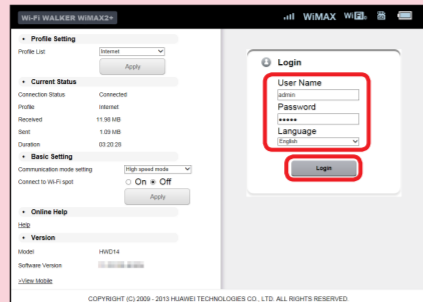 Wi-Fi WALKER WiMAX2+
WiMAX WiFi
• Profile Setting
Profile List Internet
Apply
• Current Status
Connection Status Connected
Profile Internet
Received 11.98 MB
Sent 1.09 MB
Duration 03:20:28
• Basic Setting
Communication mode setting High speed mode
Connect to Wi-Fi spot On Off
Apply
• Online Help
Help
• Version
Model HWD14
Software Version
>View Mobile
Login
User Name
admin
Password
•••••
Language
English
Login
COPYRIGHT (C) 2009 - 2013 HUAWEI TECHNOLOGIES CO., LTD. ALL RIGHTS RESERVED.